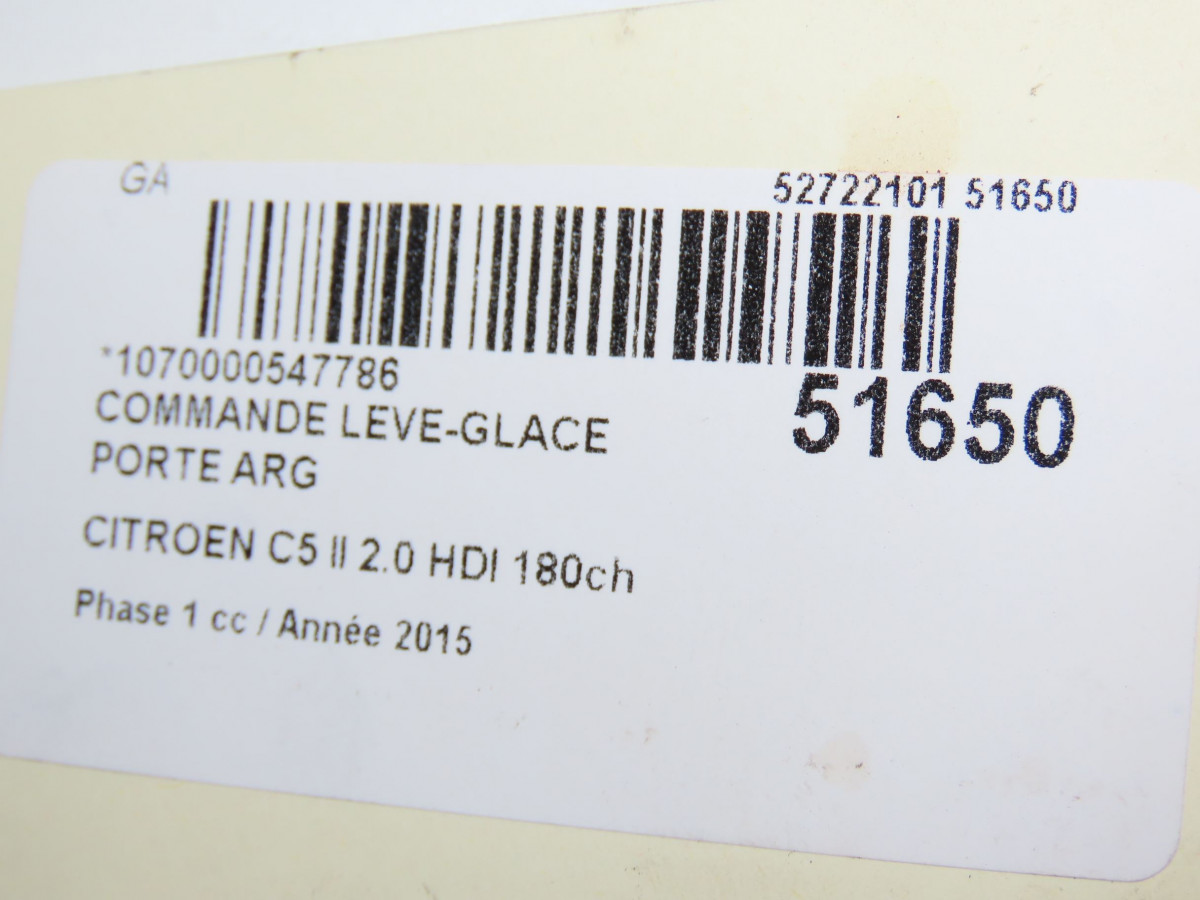 GA
52722101 51650
*1070000547786
51650
COMMANDE LEVE-GLACE
PORTE ARG
CITROEN C5 II 2.0 HDI 180ch
Phase 1 cc / Année 2015